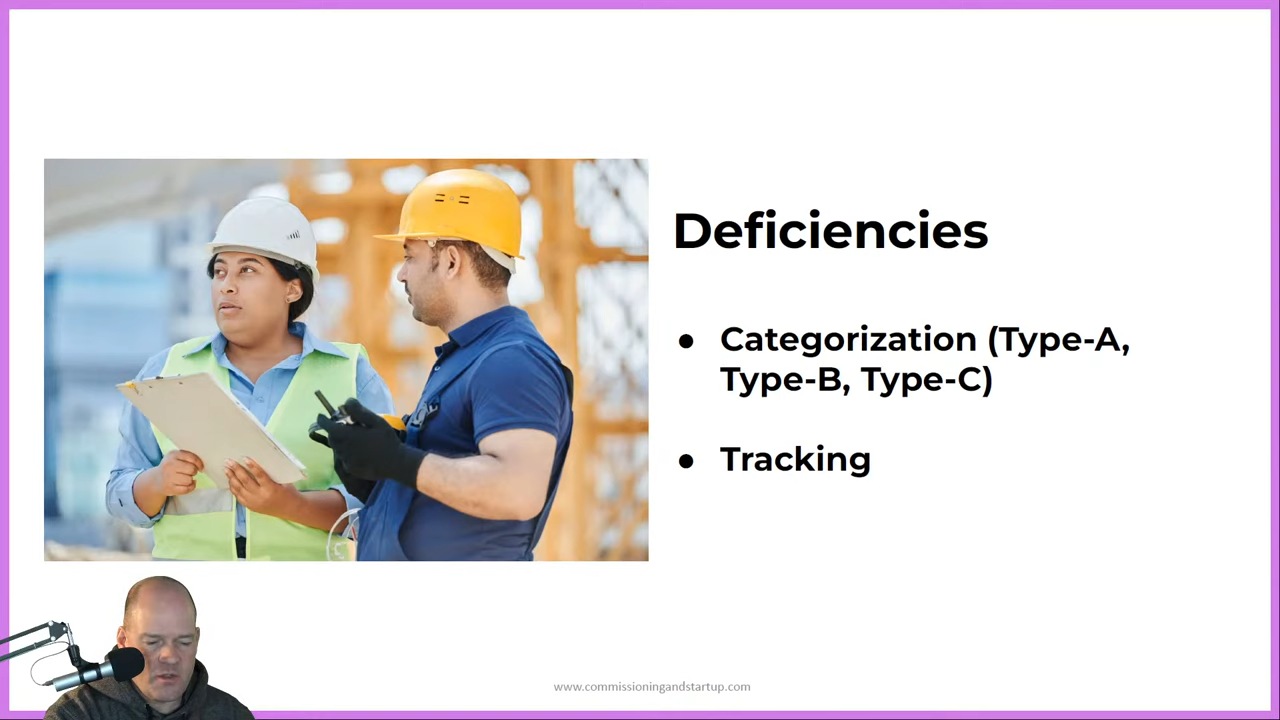 Deficiencies
● Categorization (Type-A,
Type-B, Type-C)
● Tracking
www.commissioningandstartup.com